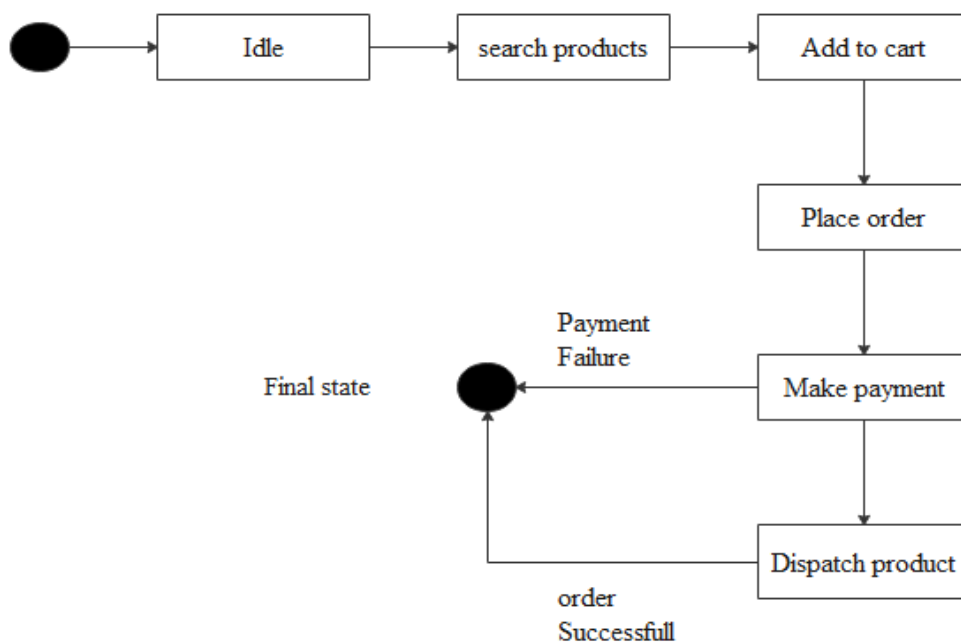 Idle
search products
Add to cart
Place order
Payment
Failure
Final state
Make payment
Dispatch product
order
Successfull